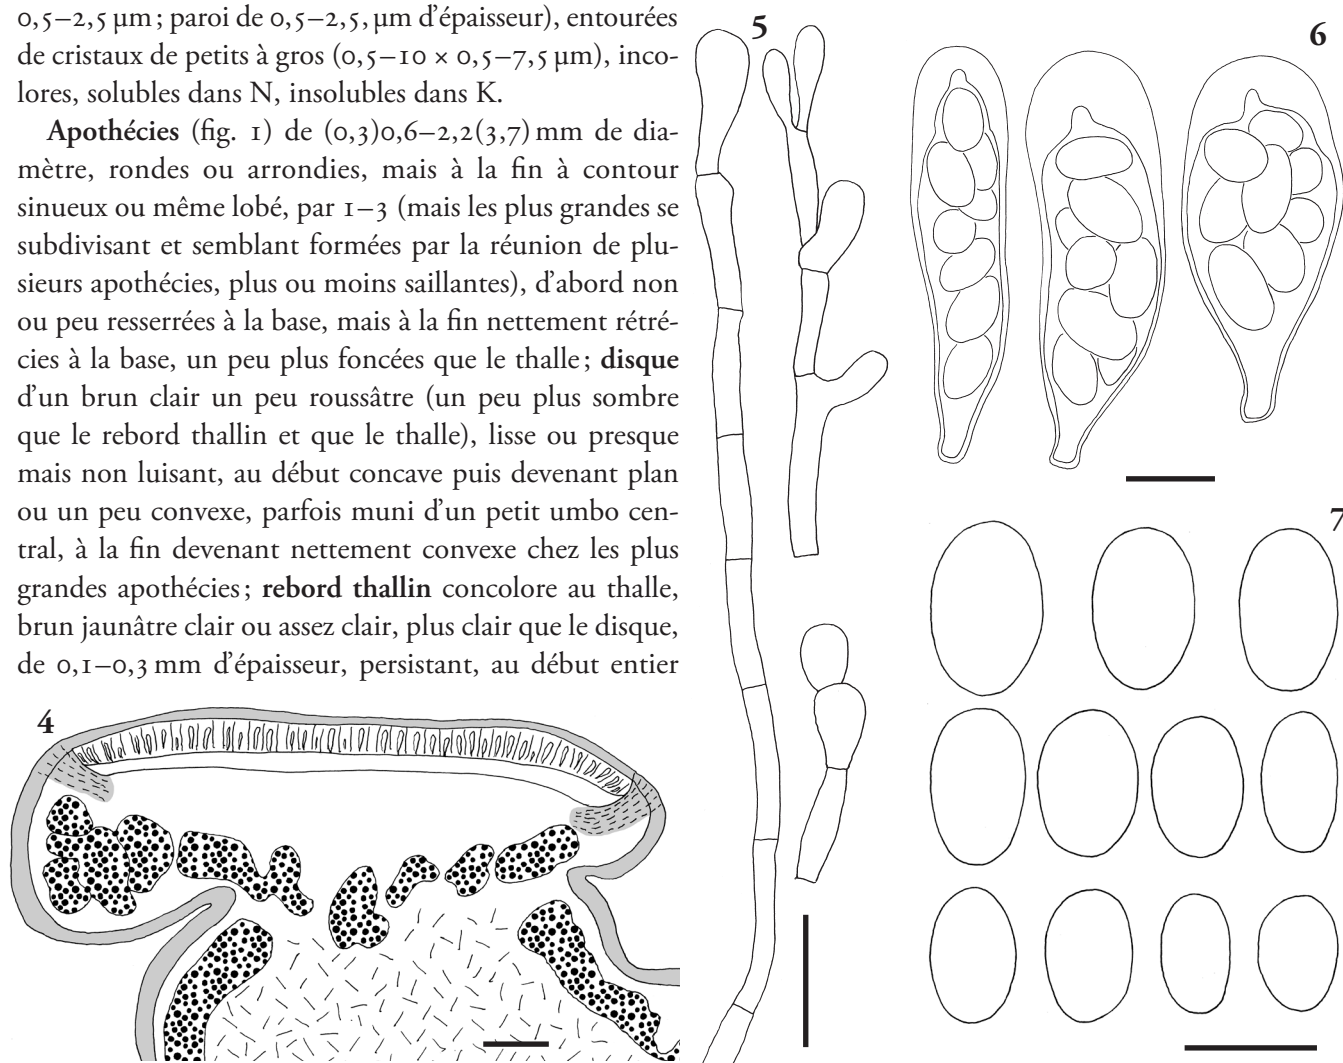 0,5–2,5 µm ; paroi de 0,5–2,5, µm d’épaisseur), entourées
de cristaux de petits à gros (0,5–10 × 0,5–7,5 µm), inco-
lores, solubles dans N, insolubles dans K.
Apothécies (fig. 1) de (0,3)0,6–2,2(3,7) mm de dia-
mètre, rondes ou arrondies, mais à la fin à contour
sinueux ou même lobé, par 1–3 (mais les plus grandes se
subdivisant et semblant formées par la réunion de plu-
sieurs apothécies, plus ou moins saillantes), d’abord non
ou peu resserrées à la base, mais à la fin nettement rétré-
cies à la base, un peu plus foncées que le thalle ; disque
d’un brun clair un peu roussâtre (un peu plus sombre
que le rebord thallin et que le thalle), lisse ou presque
mais non luisant, au début concave puis devenant plan
ou un peu convexe, parfois muni d’un petit umbo cen-
tral, à la fin devenant nettement convexe chez les plus
grandes apothécies ; rebord thallin concolore au thalle,
brun jaunâtre clair ou assez clair, plus clair que le disque,
de 0,1–0,3 mm d’épaisseur, persistant, au début entier
4
5
6
7